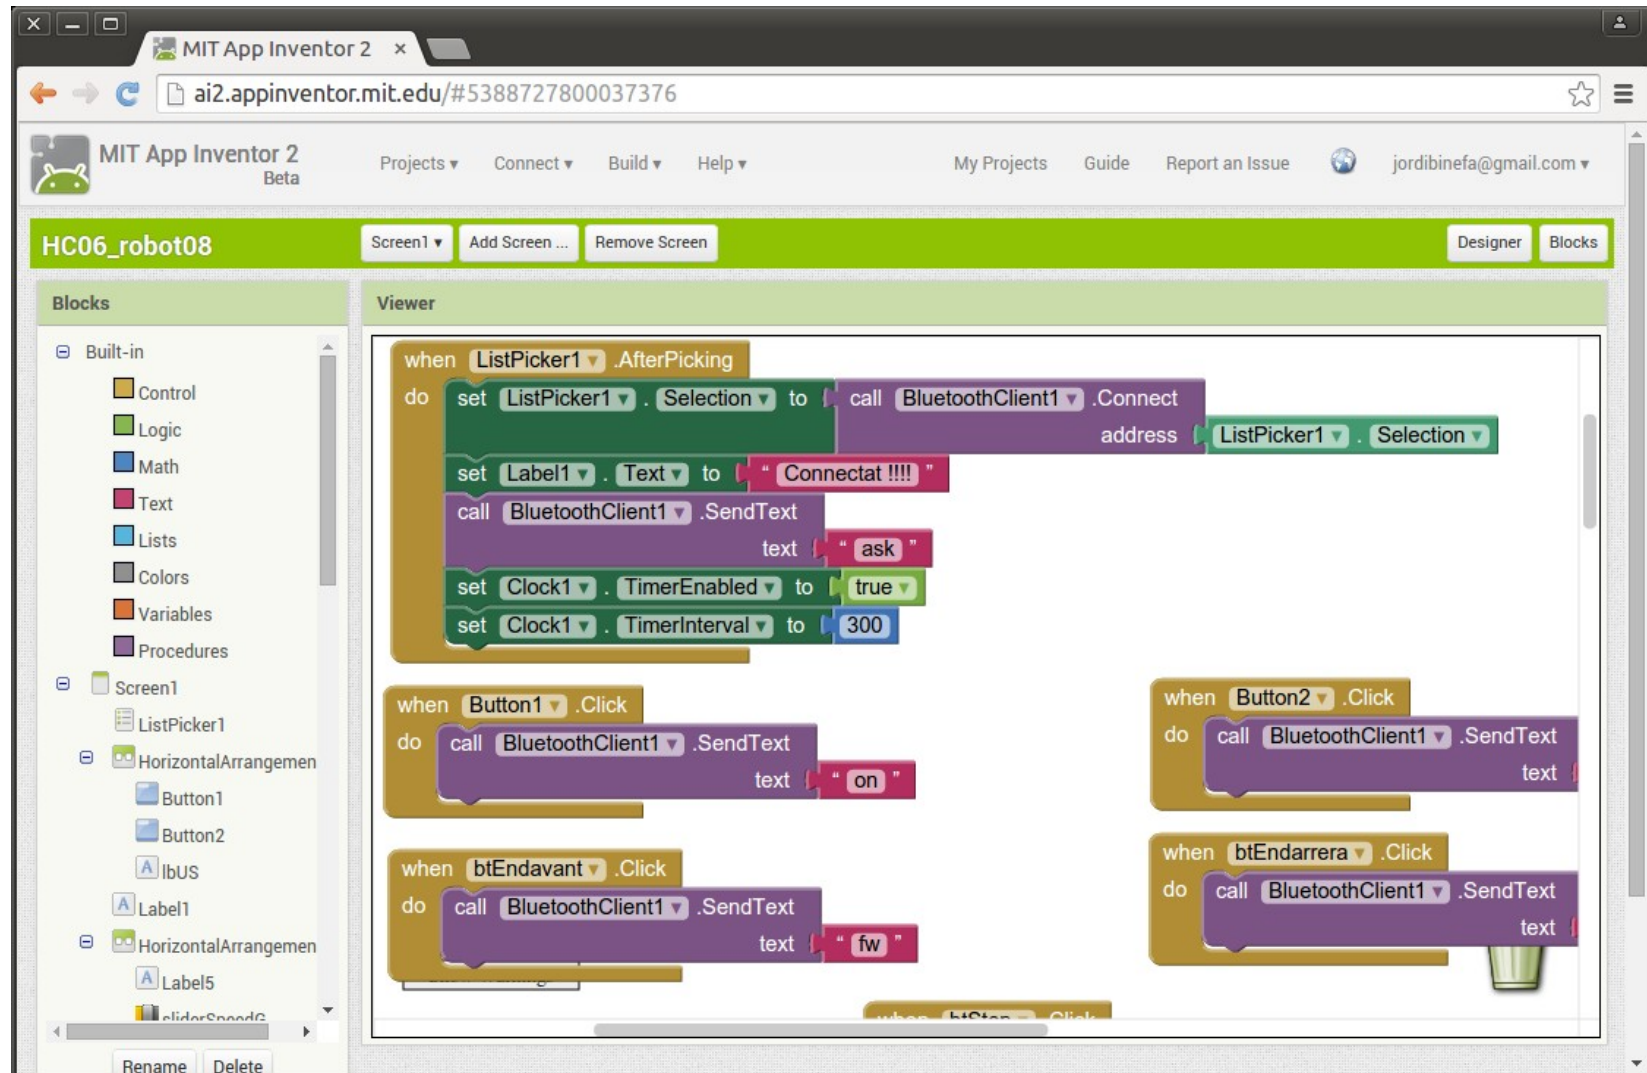 MIT App Inventor 2
ai2.appinventor.mit.edu/#5388727800037376
MIT App Inventor 2
Beta
Projects Connect Build Help My Projects Guide Report an Issue jordibinefa@gmail.com
HC06_robot08 Screen1 Add Screen ... Remove Screen Designer Blocks
Blocks
Built-in
Control
Logic
Math
Text
Lists
Colors
Variables
Procedures
Screen1
ListPicker1
HorizontalArrangemen
Button1
Button2
lbUS
Label1
HorizontalArrangemen
Label5
sliderSpeedG
Rename Delete
Viewer
when ListPicker1 .AfterPicking
do set ListPicker1 . Selection to call BluetoothClient1 .Connect
address ListPicker1 . Selection
set Label1 . Text to “ Connectat !!!! ”
call BluetoothClient1 .SendText
text “ ask ”
set Clock1 . TimerEnabled to true
set Clock1 . TimerInterval to 300
when Button1 .Click
do call BluetoothClient1 .SendText
text “ on ”
when Button2 .Click
do call BluetoothClient1 .SendText
text
when btEndavant .Click
do call BluetoothClient1 .SendText
text “ fw ”
when btEndarrera .Click
do call BluetoothClient1 .SendText
text
when btStop .Click